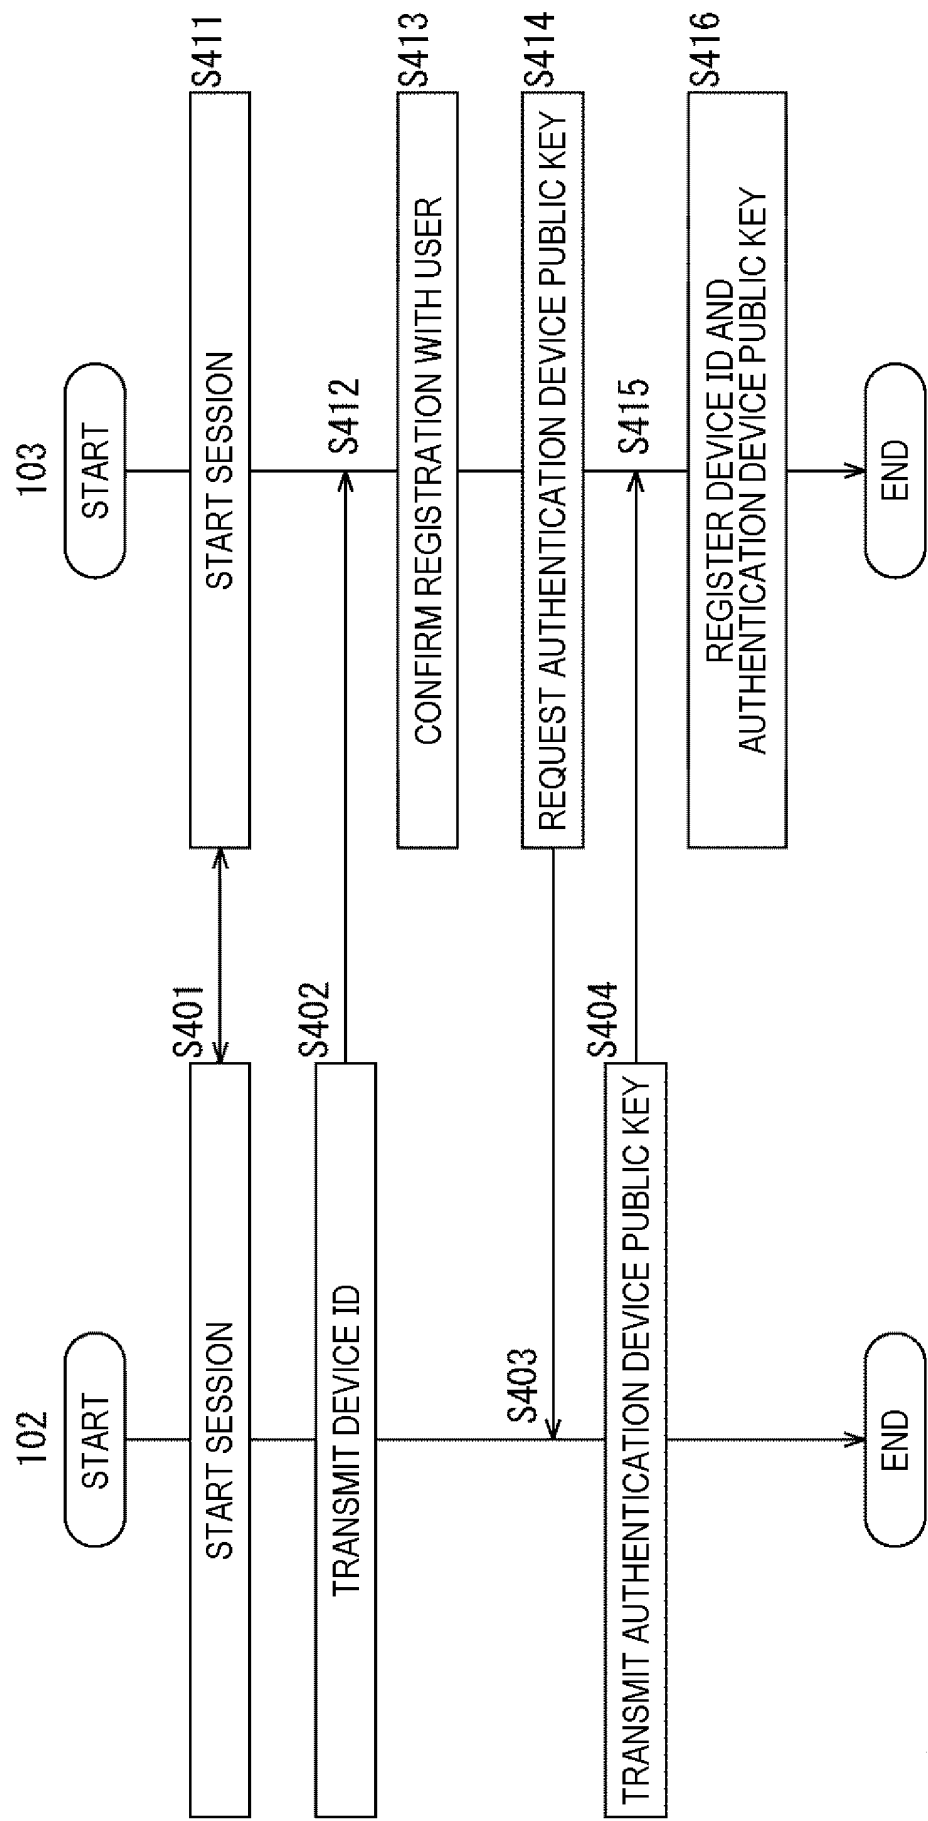 102
START
S401
START SESSION
S402
TRANSMIT DEVICE ID
S403
S404
TRANSMIT AUTHENTICATION DEVICE PUBLIC KEY
END
103
START
S411
START SESSION
S412
S413
CONFIRM REGISTRATION WITH USER
S414
REQUEST AUTHENTICATION DEVICE PUBLIC KEY
S415
S416
REGISTER DEVICE ID AND
AUTHENTICATION DEVICE PUBLIC KEY
END